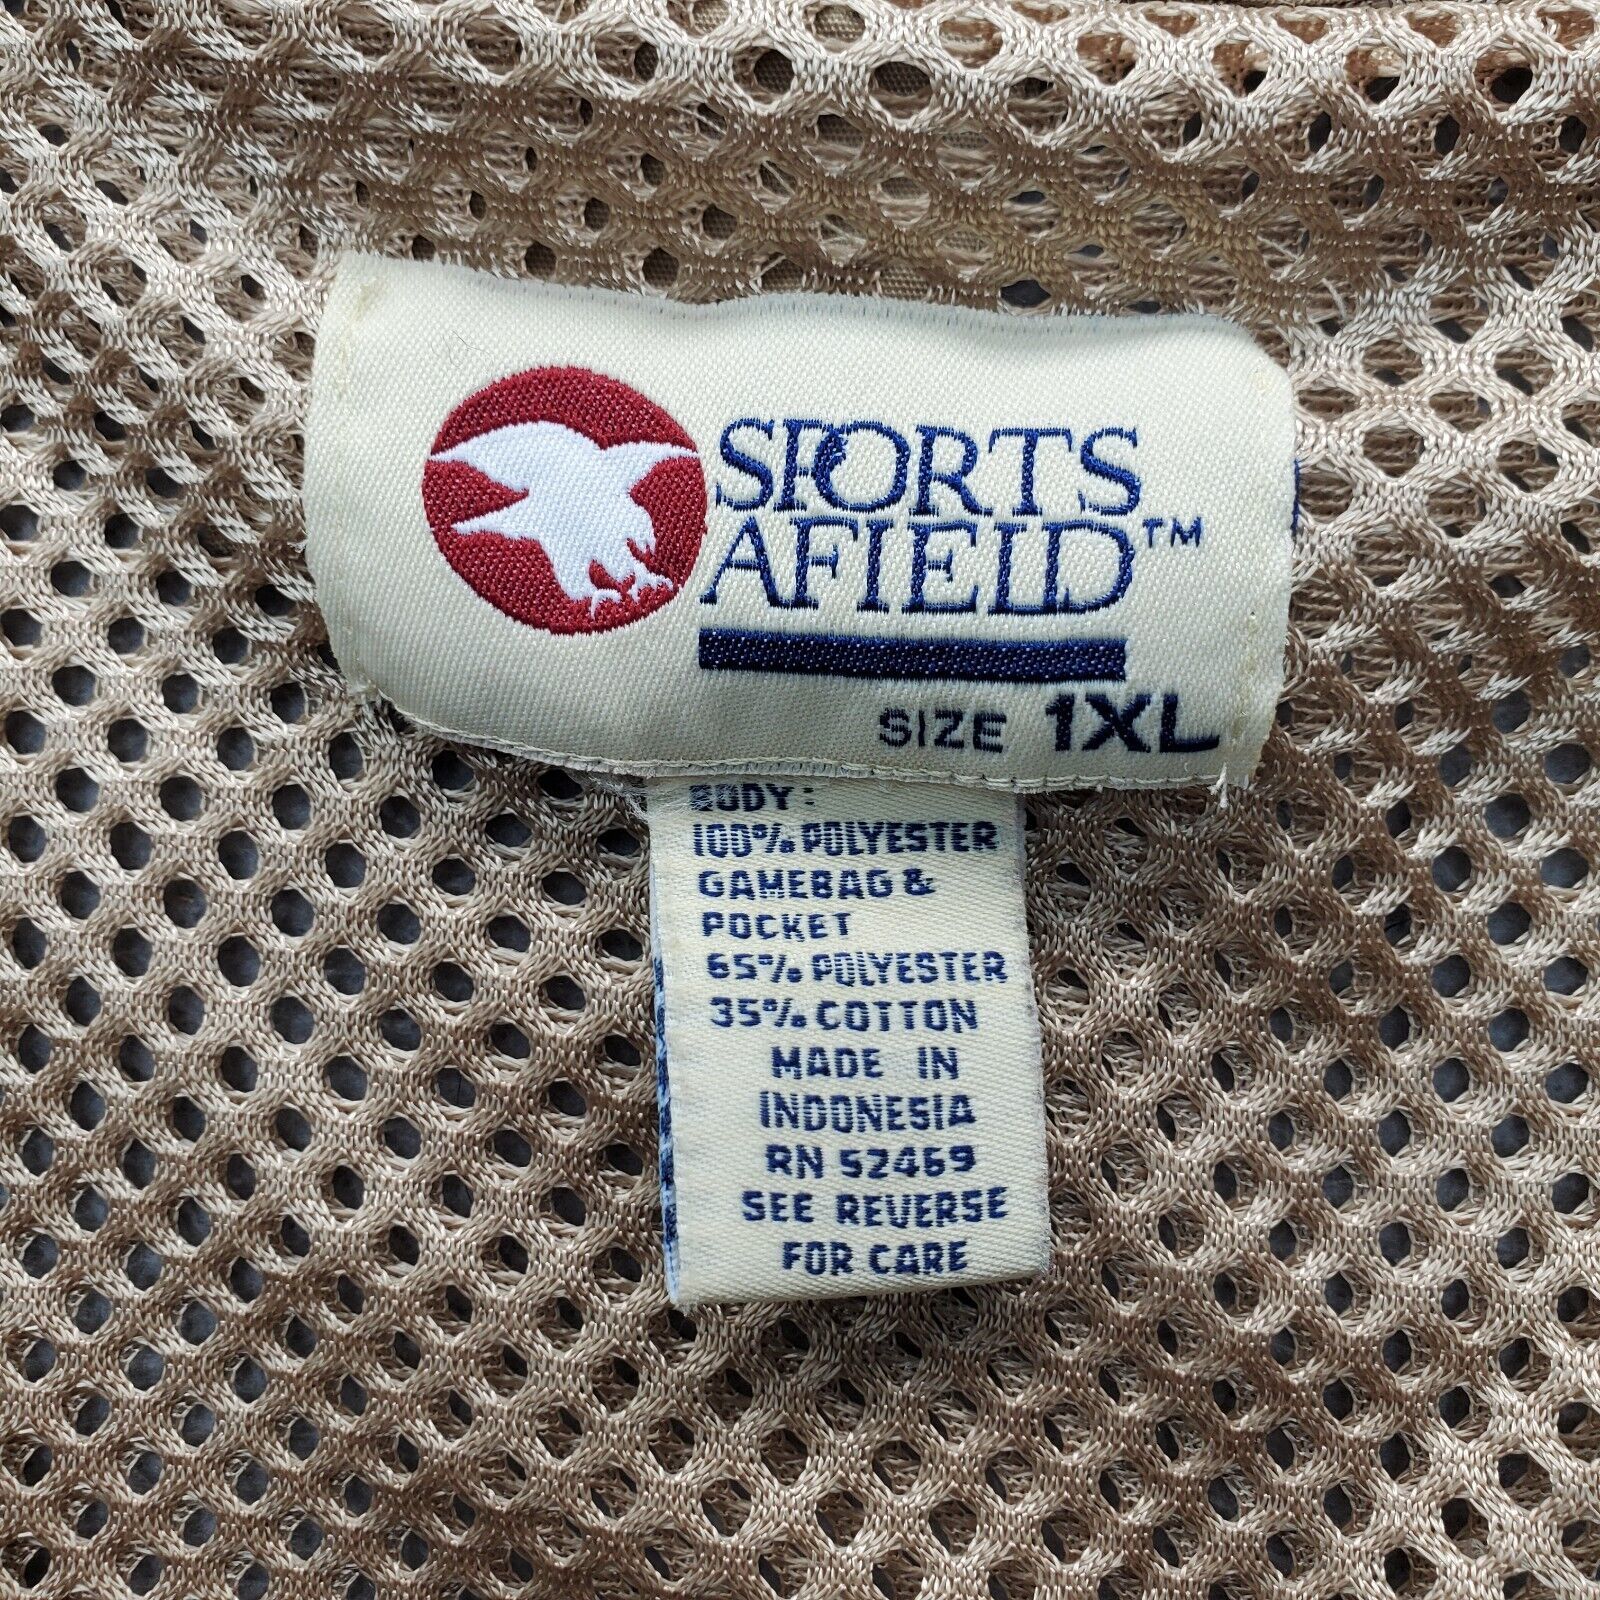 SPORTS
AFIELD™
SIZE 1XL
BODY:
100% POLYESTER
GAMEBAG &
POCKET
65% POLYESTER
35% COTTON
MADE IN
INDONESIA
RN 52469
SEE REVERSE
FOR CARE